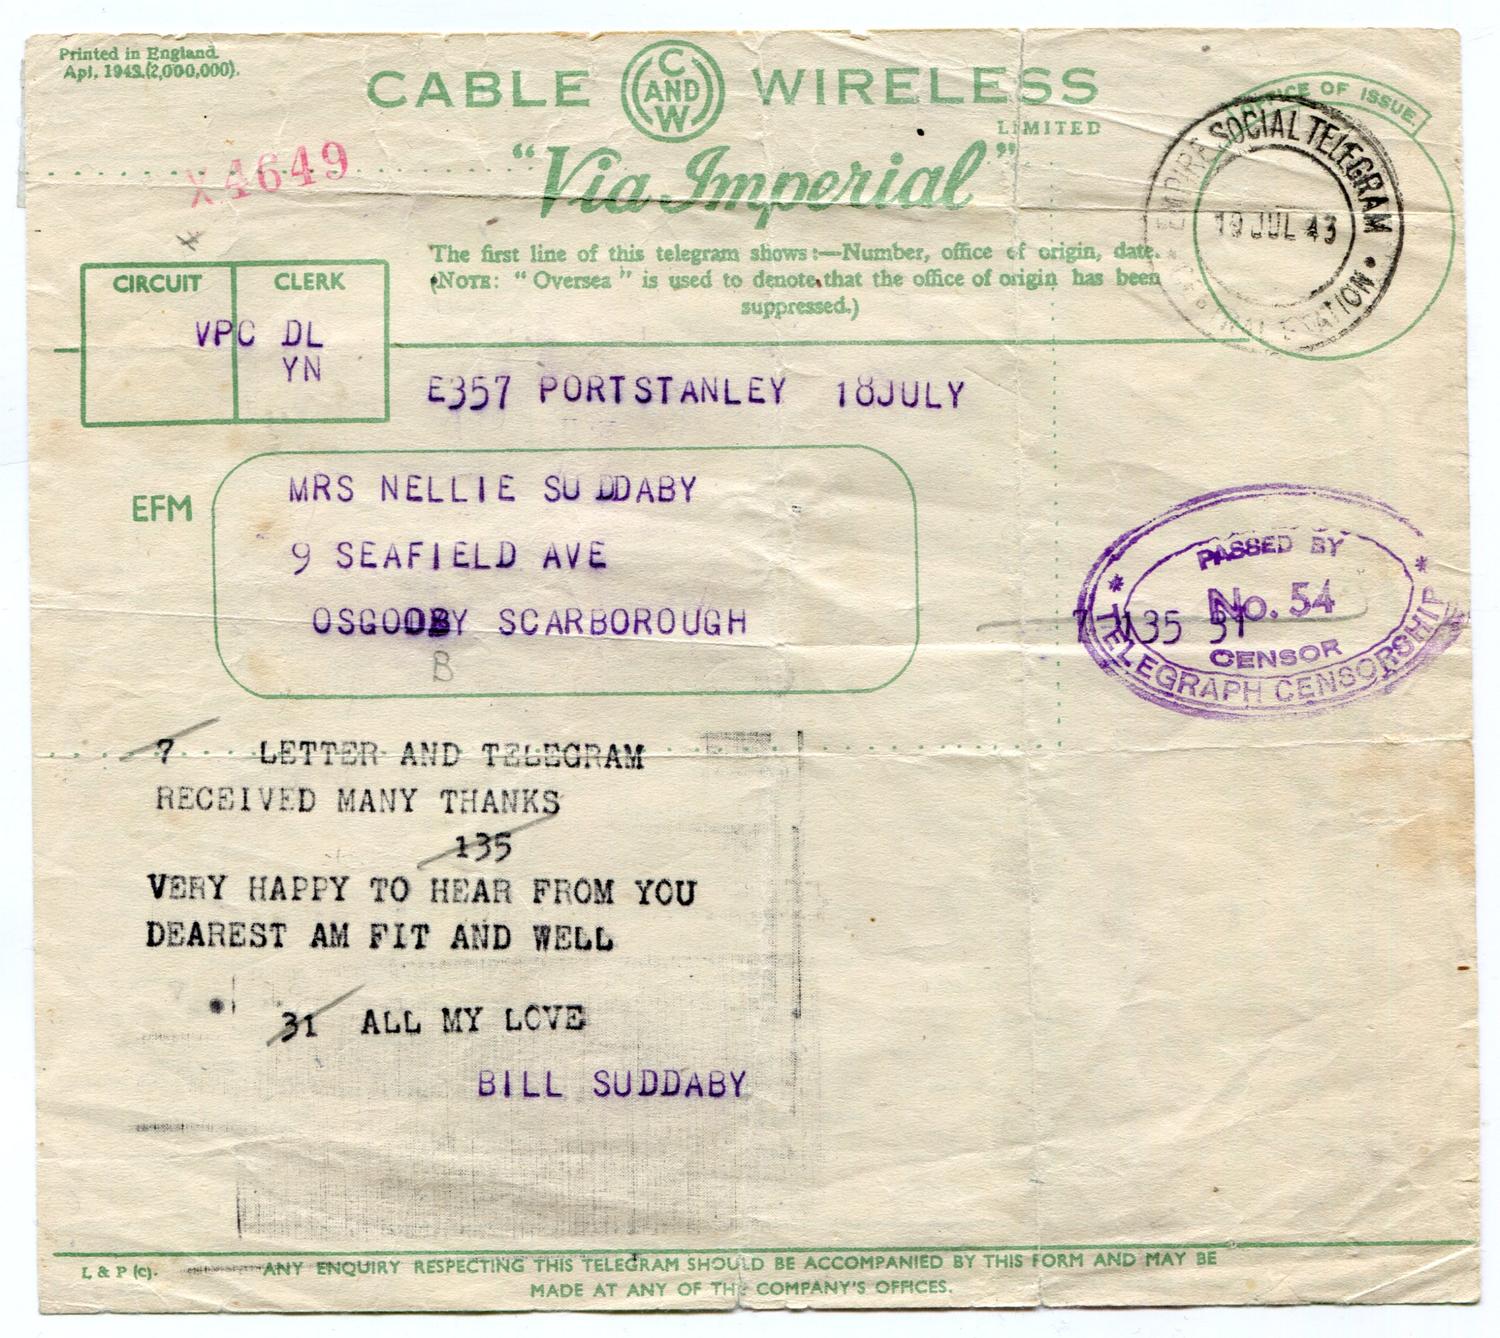 Printed in England.
Apl. 1943.(2,000,000).
CABLE C AND W WIRELESS
LIMITED
"Via Imperial"
OFFICE OF ISSUE.
EMPIRE SOCIAL TELEGRAM
19 JUL 43
CENTRAL STATION
X4649
The first line of this telegram shows:—Number, office of origin, date.
(NOTE: "Oversea" is used to denote that the office of origin has been
suppressed.)
CIRCUIT CLERK
VPC DL
YN
E357 PORTSTANLEY 18JULY
EFM
MRS NELLIE SUDDABY
9 SEAFIELD AVE
OSGODBY SCARBOROUGH
B
7 135 31
PASSED BY
No. 54
CENSOR
* TELEGRAPH CENSORSHIP *
7 LETTER AND TELEGRAM
RECEIVED MANY THANKS
135
VERY HAPPY TO HEAR FROM YOU
DEAREST AM FIT AND WELL
31 ALL MY LOVE
BILL SUDDABY
L & P (c).
ANY ENQUIRY RESPECTING THIS TELEGRAM SHOULD BE ACCOMPANIED BY THIS FORM AND MAY BE
MADE AT ANY OF THE COMPANY'S OFFICES.